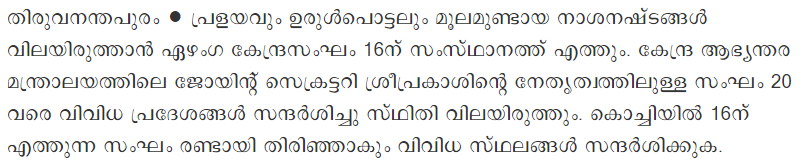 തിരുവനന്തപുരം ● പ്രളയവും ഉരുൾപൊട്ടലും മൂലമുണ്ടായ നാശനഷ്ടങ്ങൾ
വിലയിരുത്താൻ ഏഴംഗ കേന്ദ്രസംഘം 16ന് സംസ്ഥാനത്ത് എത്തും. കേന്ദ്ര ആഭ്യന്തര
മന്ത്രാലയത്തിലെ ജോയിന്റ് സെക്രട്ടറി ശ്രീപ്രകാശിന്റെ നേതൃത്വത്തിലുള്ള സംഘം 20
വരെ വിവിധ പ്രദേശങ്ങൾ സന്ദർശിച്ചു സ്ഥിതി വിലയിരുത്തും. കൊച്ചിയിൽ 16ന്
എത്തുന്ന സംഘം രണ്ടായി തിരിഞ്ഞാകും വിവിധ സ്ഥലങ്ങൾ സന്ദർശിക്കുക.